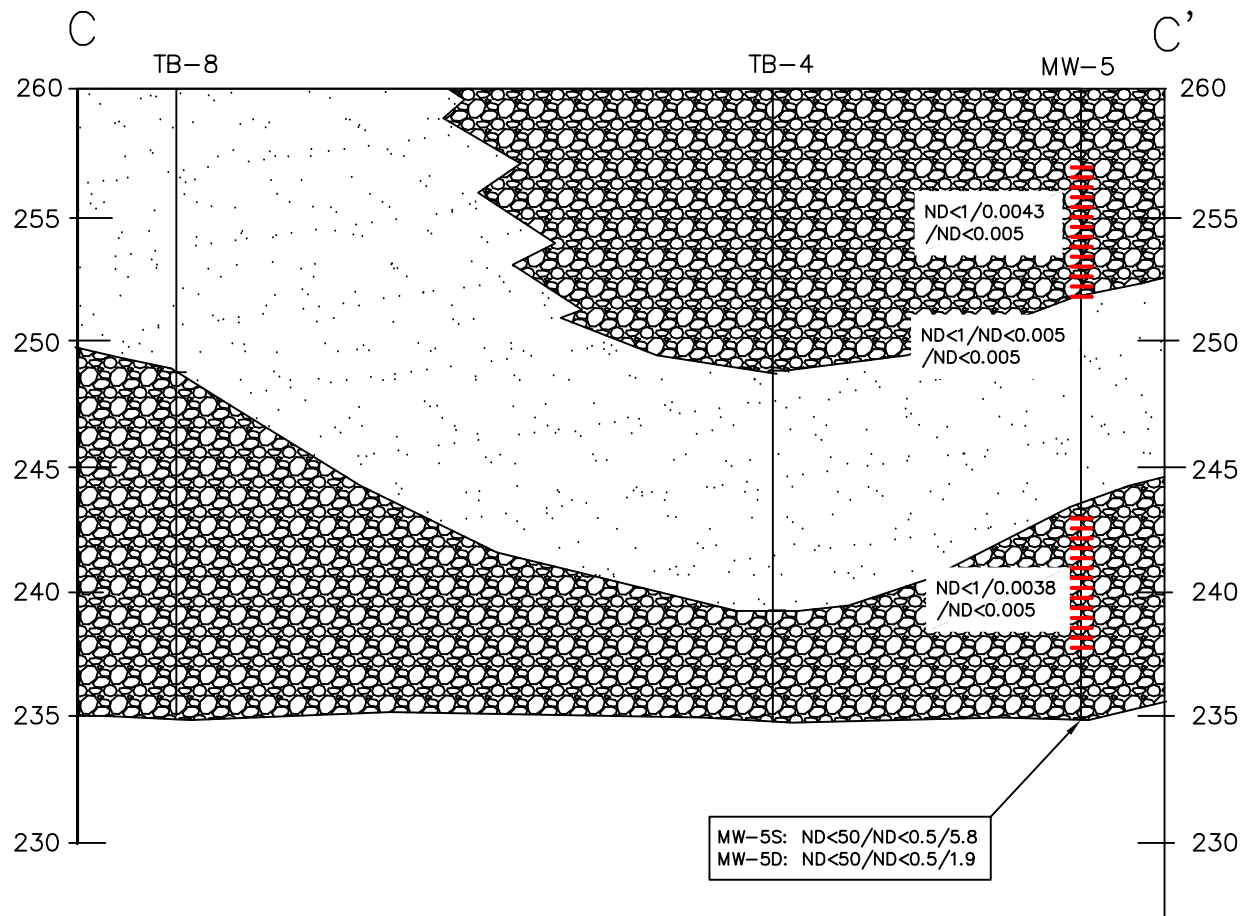 C C'
TB-8 TB-4 MW-5
260 260
ND<1/0.0043
/ND<0.005
255 255
ND<1/ND<0.005
/ND<0.005
250 250
245 245
ND<1/0.0038
/ND<0.005
240 240
235 235
MW-5S: ND<50/ND<0.5/5.8
MW-5D: ND<50/ND<0.5/1.9
230 230